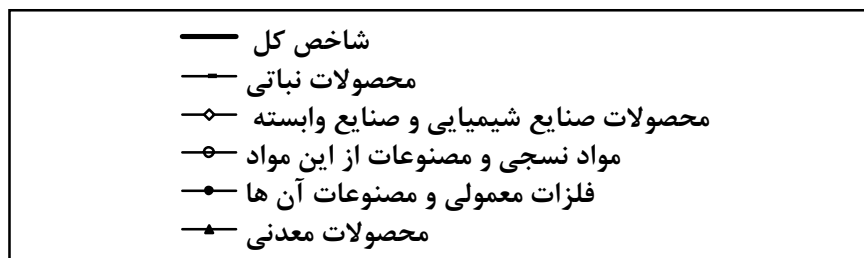 شاخص کل
محصولات نباتی
محصولات صنایع شیمیایی و صنایع وابسته
مواد نسجی و مصنوعات از این مواد
فلزات معمولی و مصنوعات آن ها
محصولات معدنی